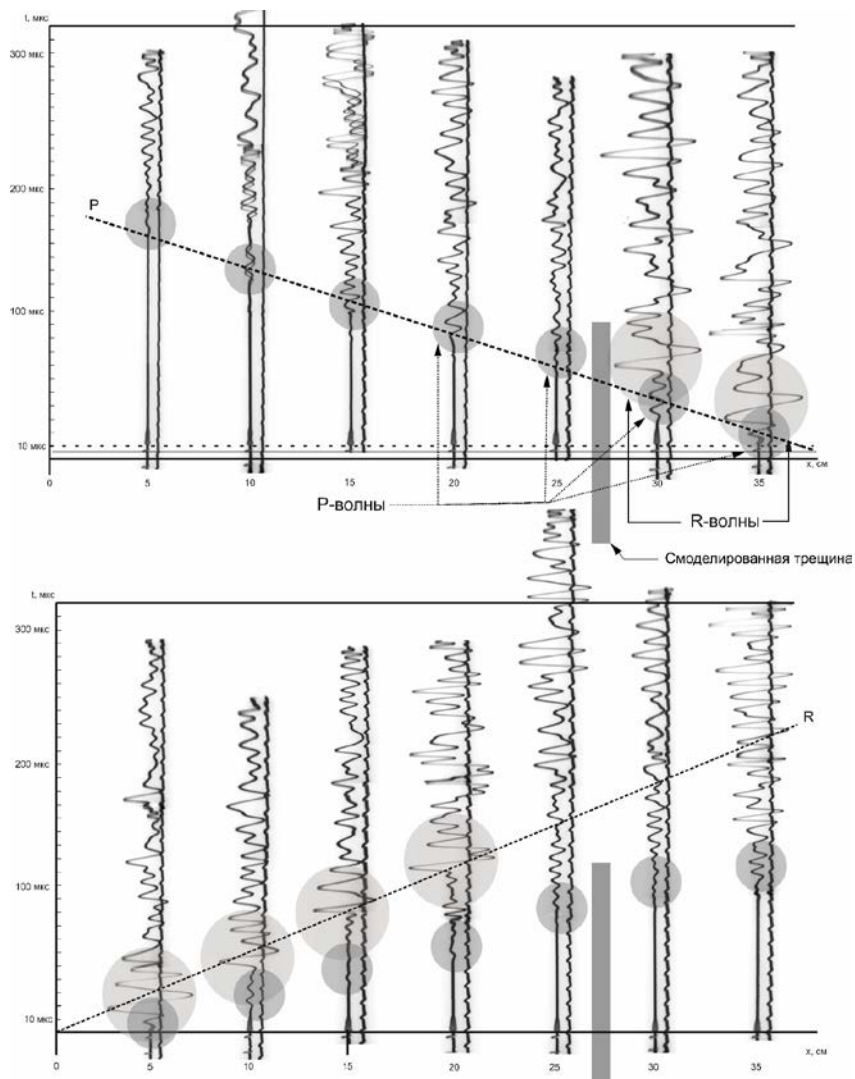 t, мкс
300 мкс
200 мкс
P
100 мкс
10 мкс
x, см
0 5 10 15 20 25 30 35
P-волны
R-волны
Смоделированная трещина
t, мкс
300 мкс
R
200 мкс
100 мкс
10 мкс
x, см
0 5 10 15 20 25 30 35